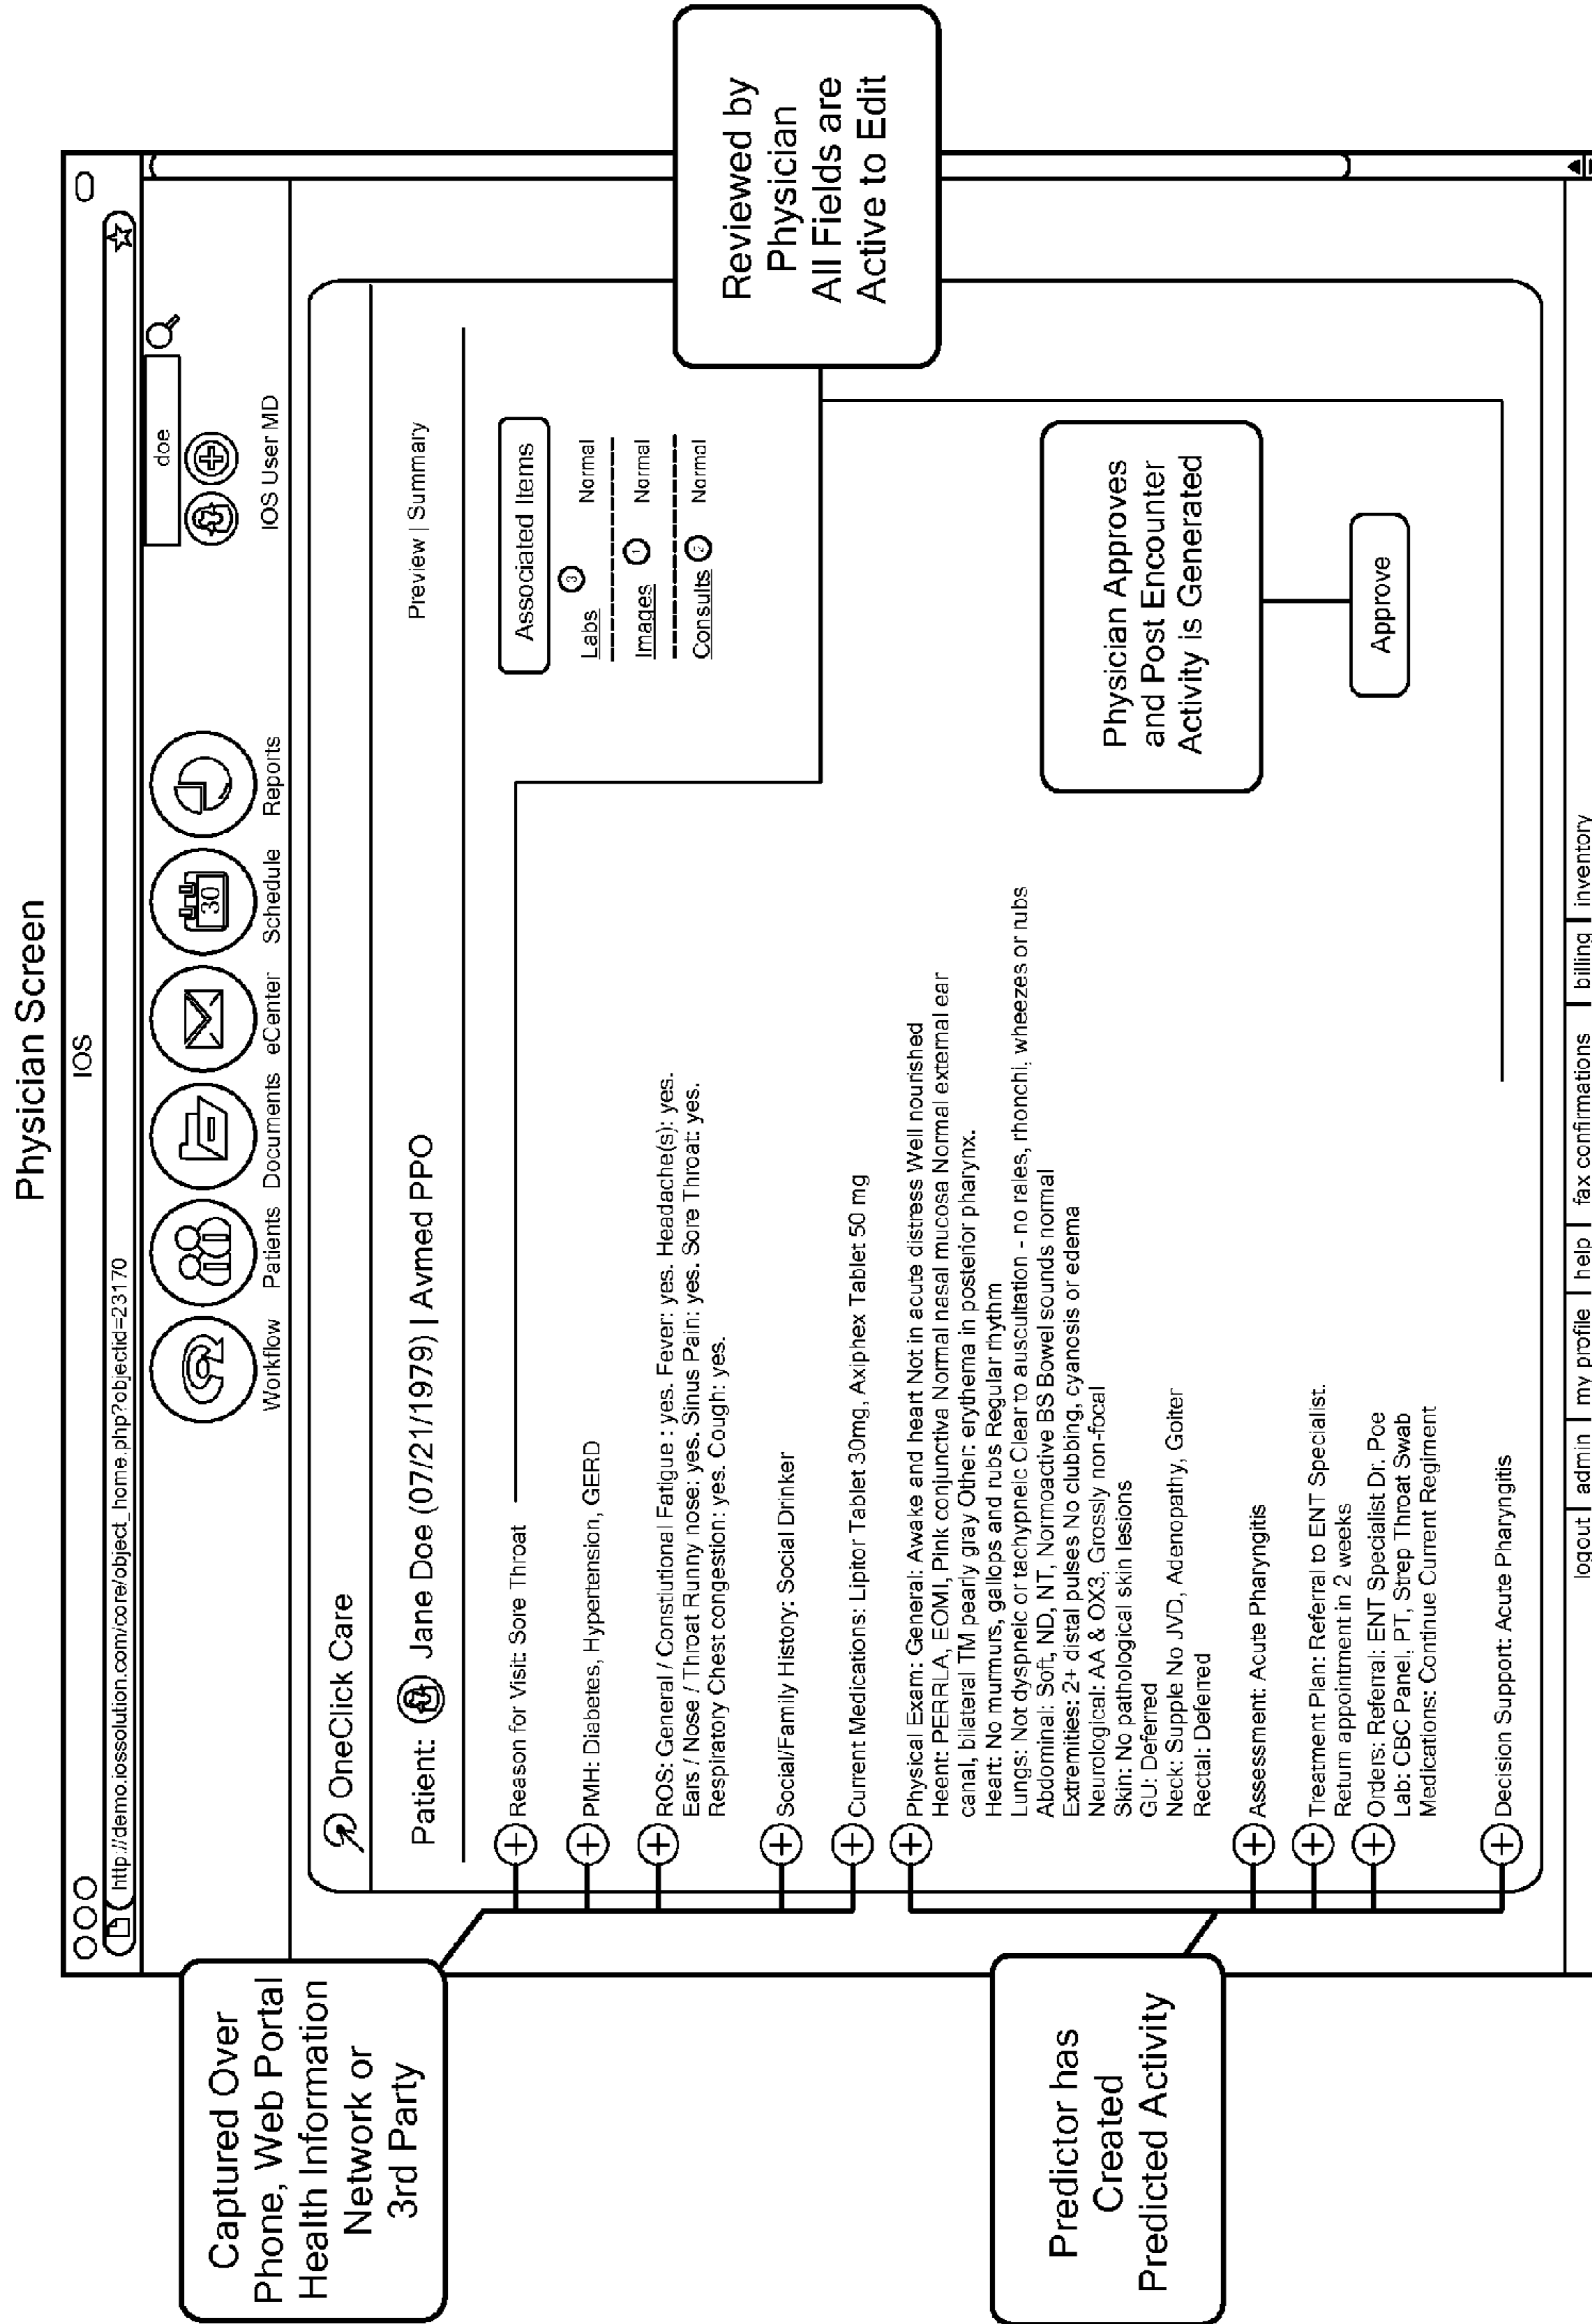 Physician Screen
IOS
http://demo.iossolution.com/core/object_home.php?objectid=23170
Workflow
Patients
Documents
eCenter
30
Schedule
Reports
doe
IOS User MD
OneClick Care
Patient: Jane Doe (07/21/1979) | Avmed PPO
Preview | Summary
Reason for Visit: Sore Throat
PMH: Diabetes, Hypertension, GERD
ROS: General / Constiutional Fatigue : yes. Fever: yes. Headache(s): yes.
Ears / Nose / Throat Runny nose: yes. Sinus Pain: yes. Sore Throat: yes.
Respiratory Chest congestion: yes. Cough: yes.
Social/Family History: Social Drinker
Current Medications: Lipitor Tablet 30mg, Axiphex Tablet 50 mg
Physical Exam: General: Awake and heart Not in acute distress Well nourished
Heent: PERRLA, EOMI, Pink conjunctiva Normal nasal mucosa Normal external ear
canal, bilateral TM pearly gray Other: erythema in posterior pharynx.
Heart: No murmurs, gallops and rubs Regular rhythm
Lungs: Not dyspneic or tachypneic Clear to auscultation - no rales, rhonchi, wheezes or rubs
Abdominal: Soft, ND, NT, Normoactive BS Bowel sounds normal
Extremities: 2+ distal pulses No clubbing, cyanosis or edema
Neurological: AA & OX3, Grossly non-focal
Skin: No pathological skin lesions
GU: Deferred
Neck: Supple No JVD, Adenopathy, Goiter
Rectal: Deferred
Assessment: Acute Pharyngitis
Treatment Plan: Referral to ENT Specialist.
Return appointment in 2 weeks
Orders: Referral: ENT Specialist Dr. Poe
Lab: CBC Panel, PT, Strep Throat Swab
Medications: Continue Current Regiment
Decision Support: Acute Pharyngitis
Associated Items
Labs 3 Normal
Images 1 Normal
Consults 2 Normal
Physician Approves
and Post Encounter
Activity is Generated
Approve
logout | admin | my profile | help | fax confirmations | billing | inventory
Captured Over
Phone, Web Portal
Health Information
Network or
3rd Party
Predictor has
Created
Predicted Activity
Reviewed by
Physician
All Fields are
Active to Edit